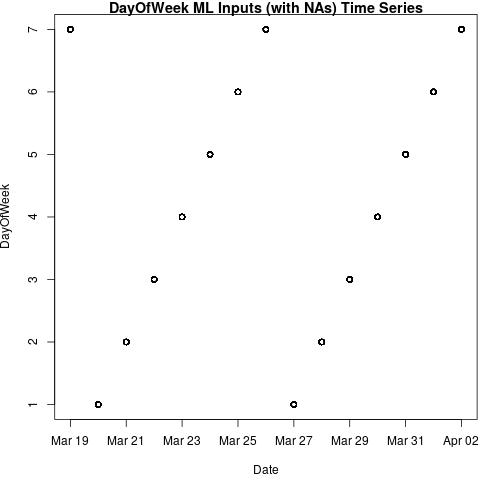 DayOfWeek ML Inputs (with NAs) Time Series
DayOfWeek
7
6
5
4
3
2
1
Mar 19 Mar 21 Mar 23 Mar 25 Mar 27 Mar 29 Mar 31 Apr 02
Date